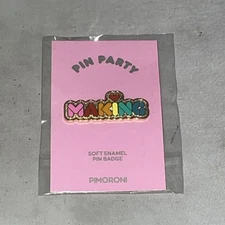 PIN PARTY
MAKING
SOFT ENAMEL
PIN BADGE
PIMORONI